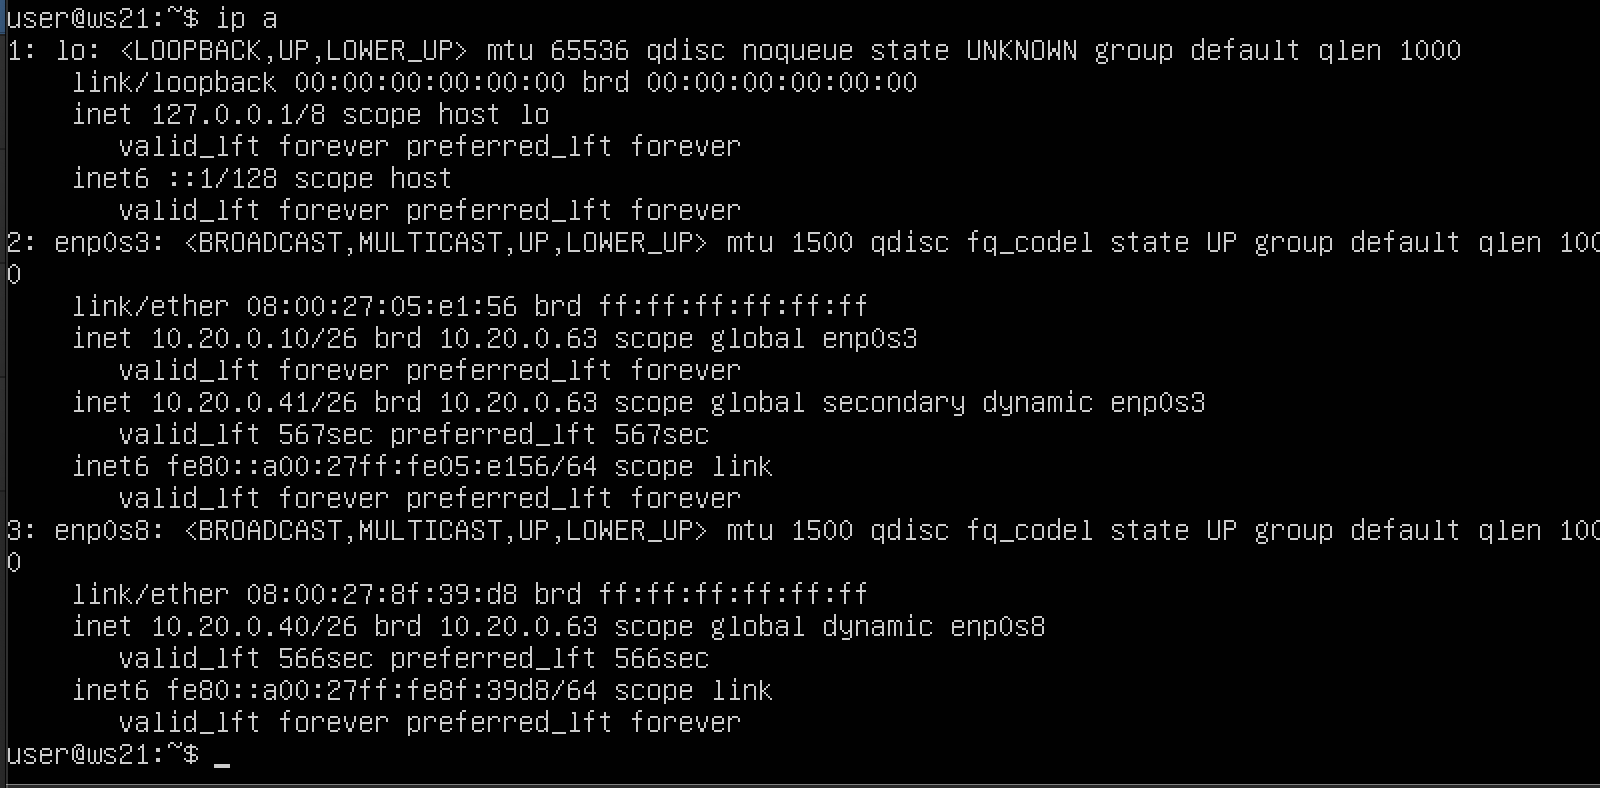 user@ws21:~$ ip a
1: lo: <LOOPBACK,UP,LOWER_UP> mtu 65536 qdisc noqueue state UNKNOWN group default qlen 1000
    link/loopback 00:00:00:00:00:00 brd 00:00:00:00:00:00
    inet 127.0.0.1/8 scope host lo
       valid_lft forever preferred_lft forever
    inet6 ::1/128 scope host
       valid_lft forever preferred_lft forever
2: enp0s3: <BROADCAST,MULTICAST,UP,LOWER_UP> mtu 1500 qdisc fq_codel state UP group default qlen 100
0
    link/ether 08:00:27:05:e1:56 brd ff:ff:ff:ff:ff:ff
    inet 10.20.0.10/26 brd 10.20.0.63 scope global enp0s3
       valid_lft forever preferred_lft forever
    inet 10.20.0.41/26 brd 10.20.0.63 scope global secondary dynamic enp0s3
       valid_lft 567sec preferred_lft 567sec
    inet6 fe80::a00:27ff:fe05:e156/64 scope link
       valid_lft forever preferred_lft forever
3: enp0s8: <BROADCAST,MULTICAST,UP,LOWER_UP> mtu 1500 qdisc fq_codel state UP group default qlen 100
0
    link/ether 08:00:27:8f:39:d8 brd ff:ff:ff:ff:ff:ff
    inet 10.20.0.40/26 brd 10.20.0.63 scope global dynamic enp0s8
       valid_lft 566sec preferred_lft 566sec
    inet6 fe80::a00:27ff:fe8f:39d8/64 scope link
       valid_lft forever preferred_lft forever
user@ws21:~$ _